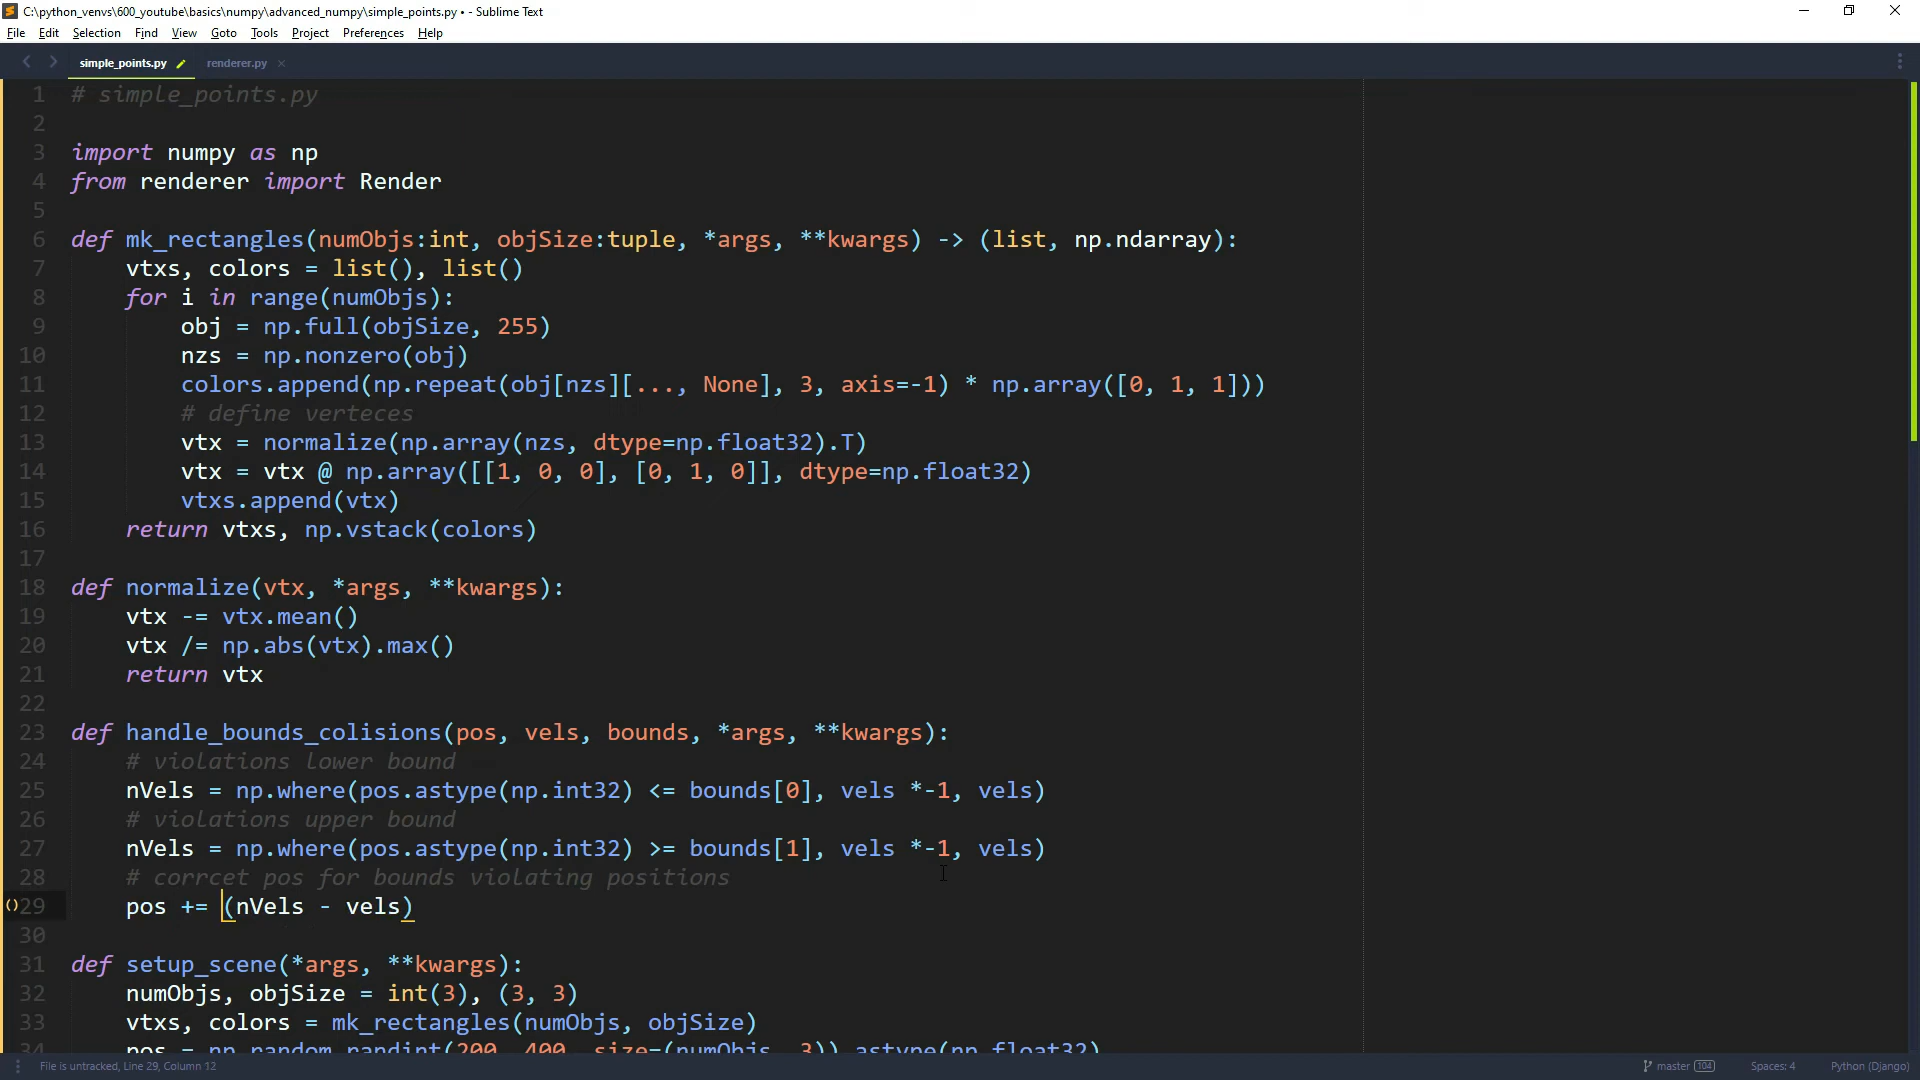 C:\python_venvs\600_youtube\basics\numpy\advanced_numpy\simple_points.py • - Sublime Text
File Edit Selection Find View Goto Tools Project Preferences Help
simple_points.py renderer.py
1 # simple_points.py
2
3 import numpy as np
4 from renderer import Render
5
6 def mk_rectangles(numObjs:int, objSize:tuple, *args, **kwargs) -> (list, np.ndarray):
7 vtxs, colors = list(), list()
8 for i in range(numObjs):
9 obj = np.full(objSize, 255)
10 nzs = np.nonzero(obj)
11 colors.append(np.repeat(obj[nzs][..., None], 3, axis=-1) * np.array([0, 1, 1]))
12 # define verteces
13 vtx = normalize(np.array(nzs, dtype=np.float32).T)
14 vtx = vtx @ np.array([[1, 0, 0], [0, 1, 0]], dtype=np.float32)
15 vtxs.append(vtx)
16 return vtxs, np.vstack(colors)
17
18 def normalize(vtx, *args, **kwargs):
19 vtx -= vtx.mean()
20 vtx /= np.abs(vtx).max()
21 return vtx
22
23 def handle_bounds_colisions(pos, vels, bounds, *args, **kwargs):
24 # violations lower bound
25 nVels = np.where(pos.astype(np.int32) <= bounds[0], vels *-1, vels)
26 # violations upper bound
27 nVels = np.where(pos.astype(np.int32) >= bounds[1], vels *-1, vels)
28 # corrcet pos for bounds violating positions
29 pos += (nVels - vels)
30
31 def setup_scene(*args, **kwargs):
32 numObjs, objSize = int(3), (3, 3)
33 vtxs, colors = mk_rectangles(numObjs, objSize)
34 pos = np.random.randint(200, 400, size=(numObjs, 3)).astype(np.float32)
File is untracked, Line 29, Column 12 master 104 Spaces: 4 Python (Django)